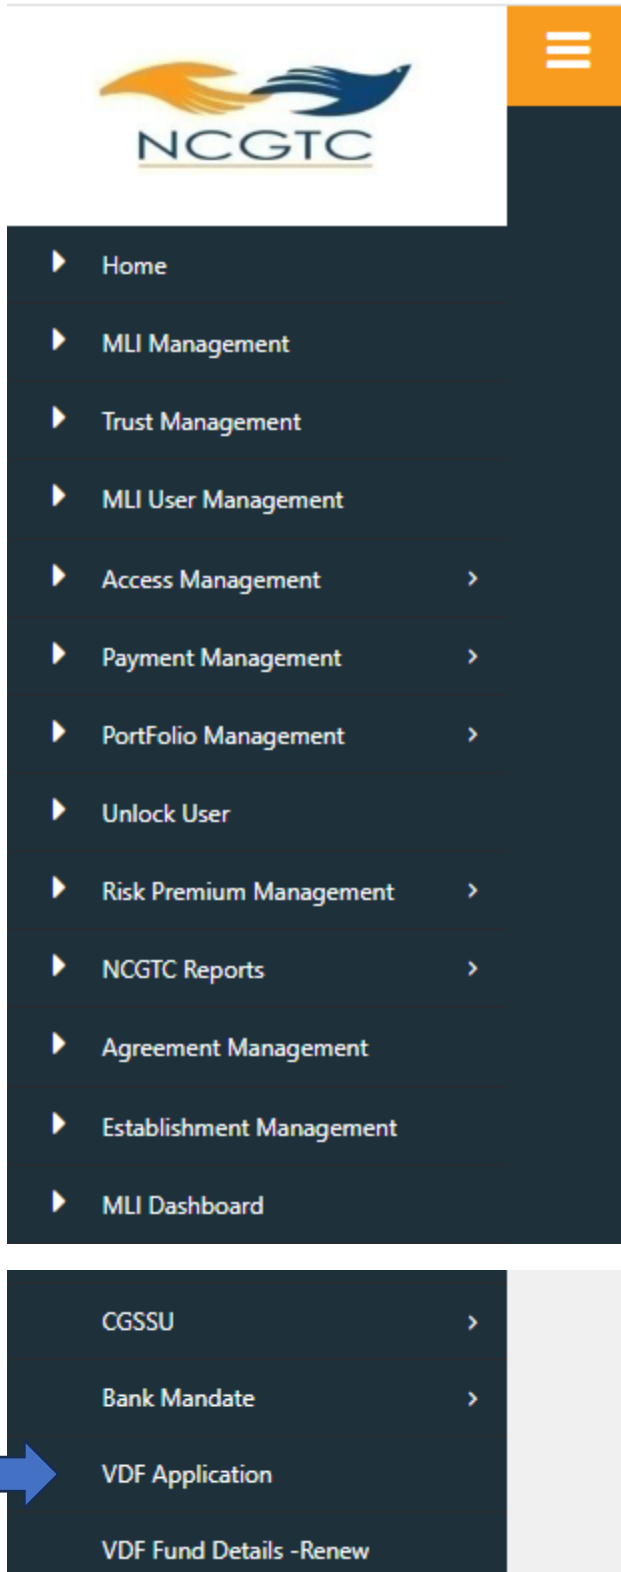 NCGTC
Home
MLI Management
Trust Management
MLI User Management
Access Management
Payment Management
PortFolio Management
Unlock User
Risk Premium Management
NCGTC Reports
Agreement Management
Establishment Management
MLI Dashboard
CGSSU
Bank Mandate
VDF Application
VDF Fund Details -Renew